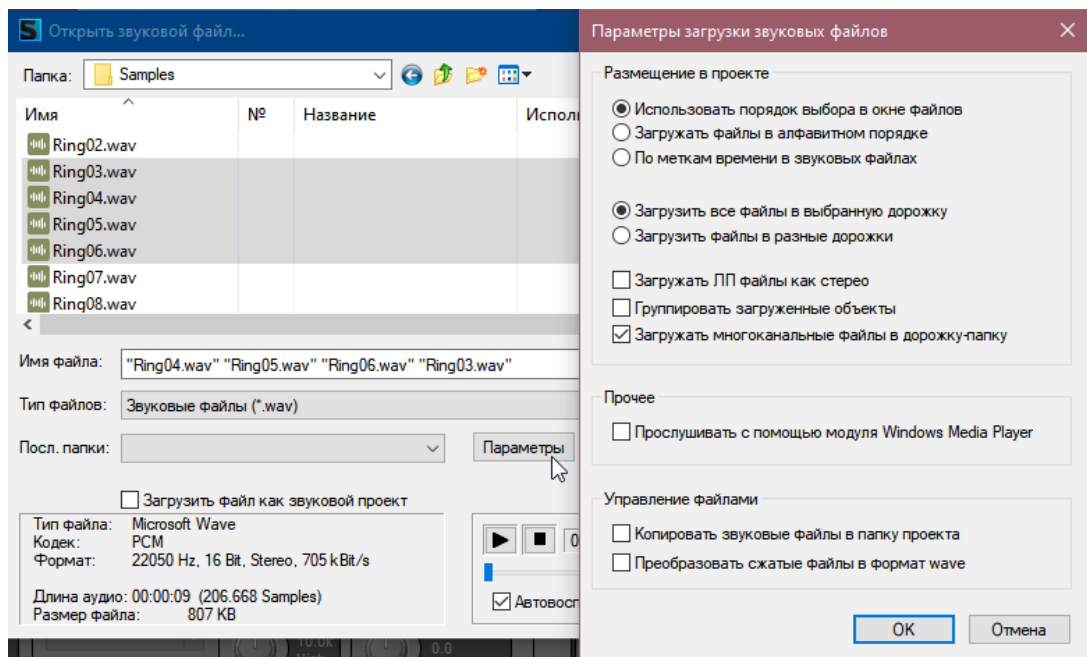 Открыть звуковой файл...
Папка: Samples
Имя № Название
Ring02.wav
Ring03.wav
Ring04.wav
Ring05.wav
Ring06.wav
Ring07.wav
Ring08.wav
Имя файла: "Ring04.wav" "Ring05.wav" "Ring06.wav" "Ring03.wav"
Тип файлов: Звуковые файлы (*.wav)
Посл. папки: Параметры
Загрузить файл как звуковой проект
Тип файла: Microsoft Wave
Кодек: PCM
Формат: 22050 Hz, 16 Bit, Stereo, 705 kBit/s
Длина аудио: 00:00:09 (206.668 Samples)
Размер файла: 807 KB
0.0
Параметры загрузки звуковых файлов
Размещение в проекте
Использовать порядок выбора в окне файлов
Загружать файлы в алфавитном порядке
По меткам времени в звуковых файлах
Загрузить все файлы в выбранную дорожку
Загрузить файлы в разные дорожки
Загружать ЛП файлы как стерео
Группировать загруженные объекты
Загружать многоканальные файлы в дорожку-папку
Прочее
Прослушивать с помощью модуля Windows Media Player
Управление файлами
Копировать звуковые файлы в папку проекта
Преобразовать сжатые файлы в формат wave
OK Отмена